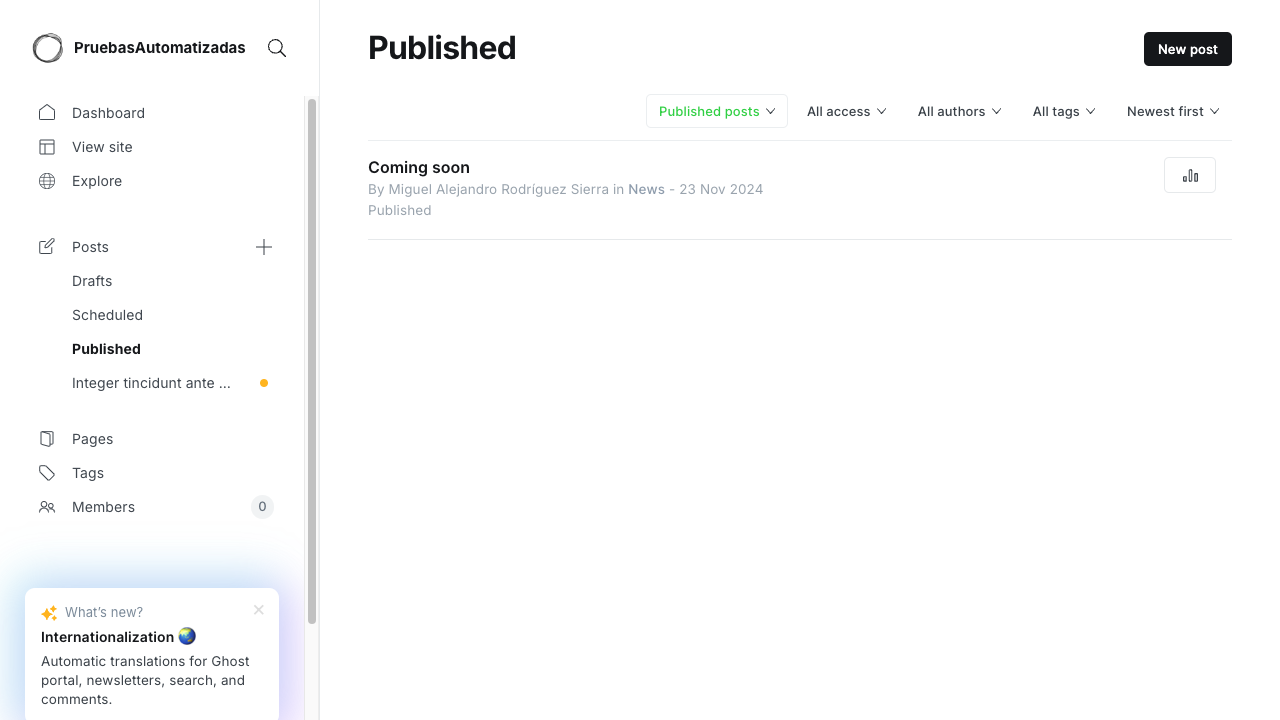 PruebasAutomatizadas
Dashboard
View site
Explore
Posts
Drafts
Scheduled
Published
Integer tincidunt ante ...
Pages
Tags
Members 0
What's new?
Internationalization 🌏
Automatic translations for Ghost
portal, newsletters, search, and
comments.
Published
New post
Published posts All access All authors All tags Newest first
Coming soon
By Miguel Alejandro Rodríguez Sierra in News - 23 Nov 2024
Published